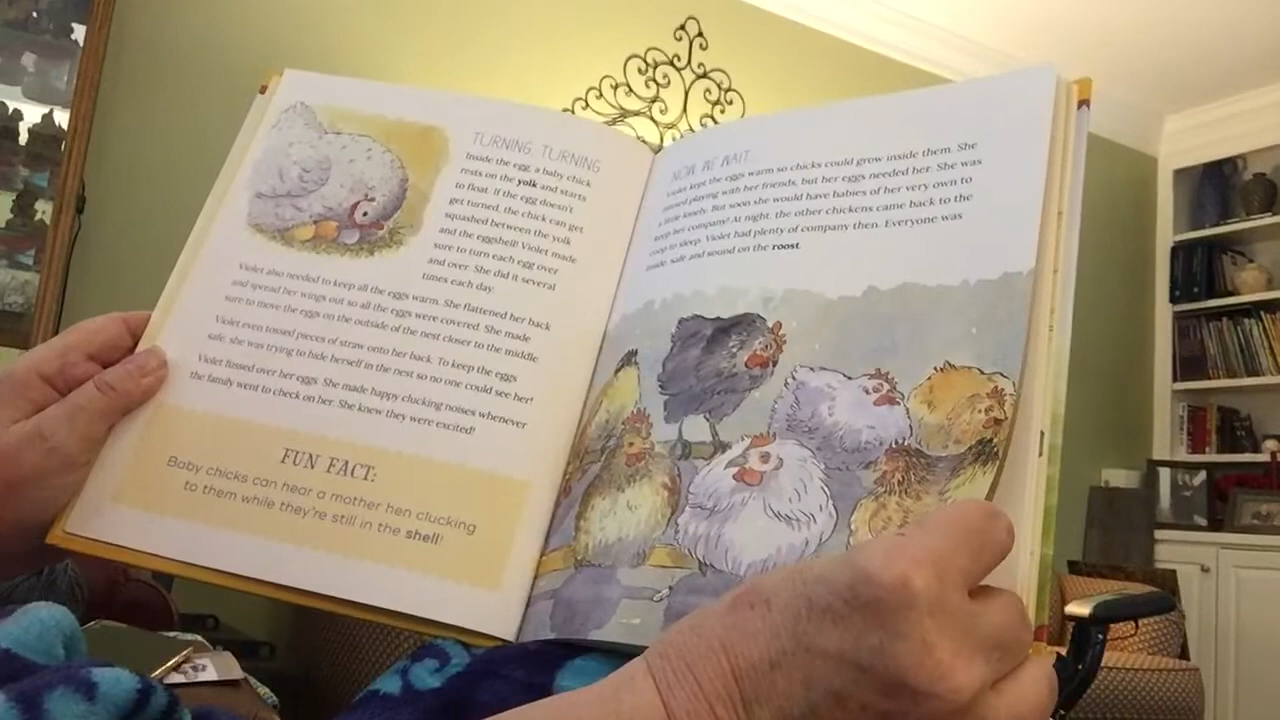 TURNING, TURNING
Inside the egg, a baby chick
rests on the yolk and starts
to float. If the egg doesn't
get turned, the chick can get
squashed between the yolk
and the eggshell! Violet made
sure to turn each egg over
and over. She did it several
times each day.
Violet also needed to keep all the eggs warm. She flattened her back
and spread her wings out so all the eggs were covered. She made
sure to move the eggs on the outside of the nest closer to the middle.
Violet even tossed pieces of straw onto her back. To keep the eggs
safe, she was trying to hide herself in the nest so no one could see her!
Violet fussed over her eggs. She made happy clucking noises whenever
the family went to check on her. She knew they were excited!
FUN FACT:
Baby chicks can hear a mother hen clucking
to them while they're still in the shell!
NOW, WE WAIT...
Violet kept the eggs warm so chicks could grow inside them. She
missed playing with her friends, but her eggs needed her. She was
a little lonely. But soon she would have babies of her very own to
keep her company! At night, the other chickens came back to the
coop to sleep. Violet had plenty of company then. Everyone was
inside, safe and sound on the roost.